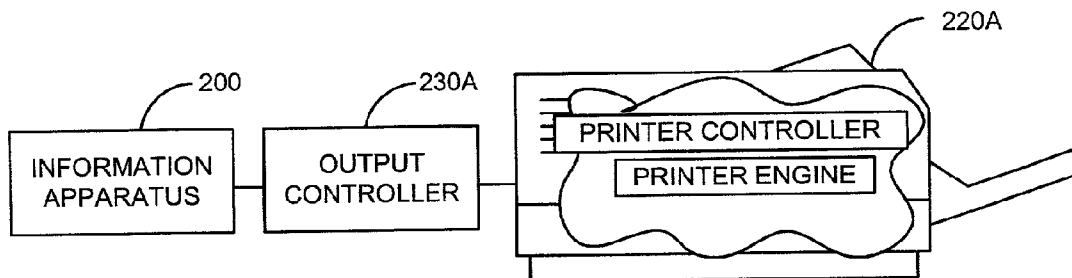 220A
200
230A
INFORMATION
APPARATUS
OUTPUT
CONTROLLER
PRINTER CONTROLLER
PRINTER ENGINE